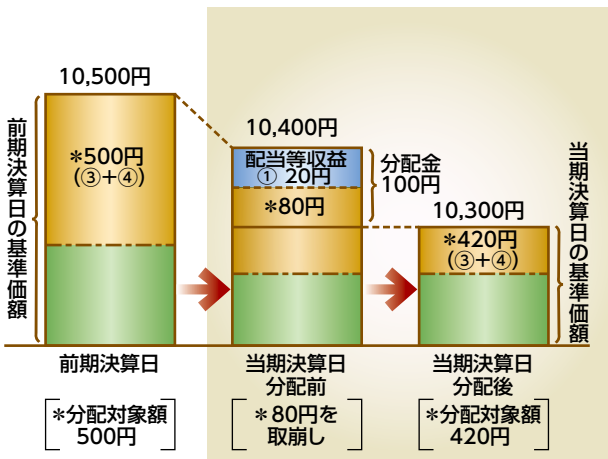 10,500円
前期決算日の基準価額
*500円
(③+④)
10,400円
配当等収益
① 20円
*80円
分配金
100円
10,300円
*420円
(③+④)
当期決算日の基準価額
前期決算日
当期決算日
分配前
当期決算日
分配後
*分配対象額
500円
*80円を
取崩し
*分配対象額
420円